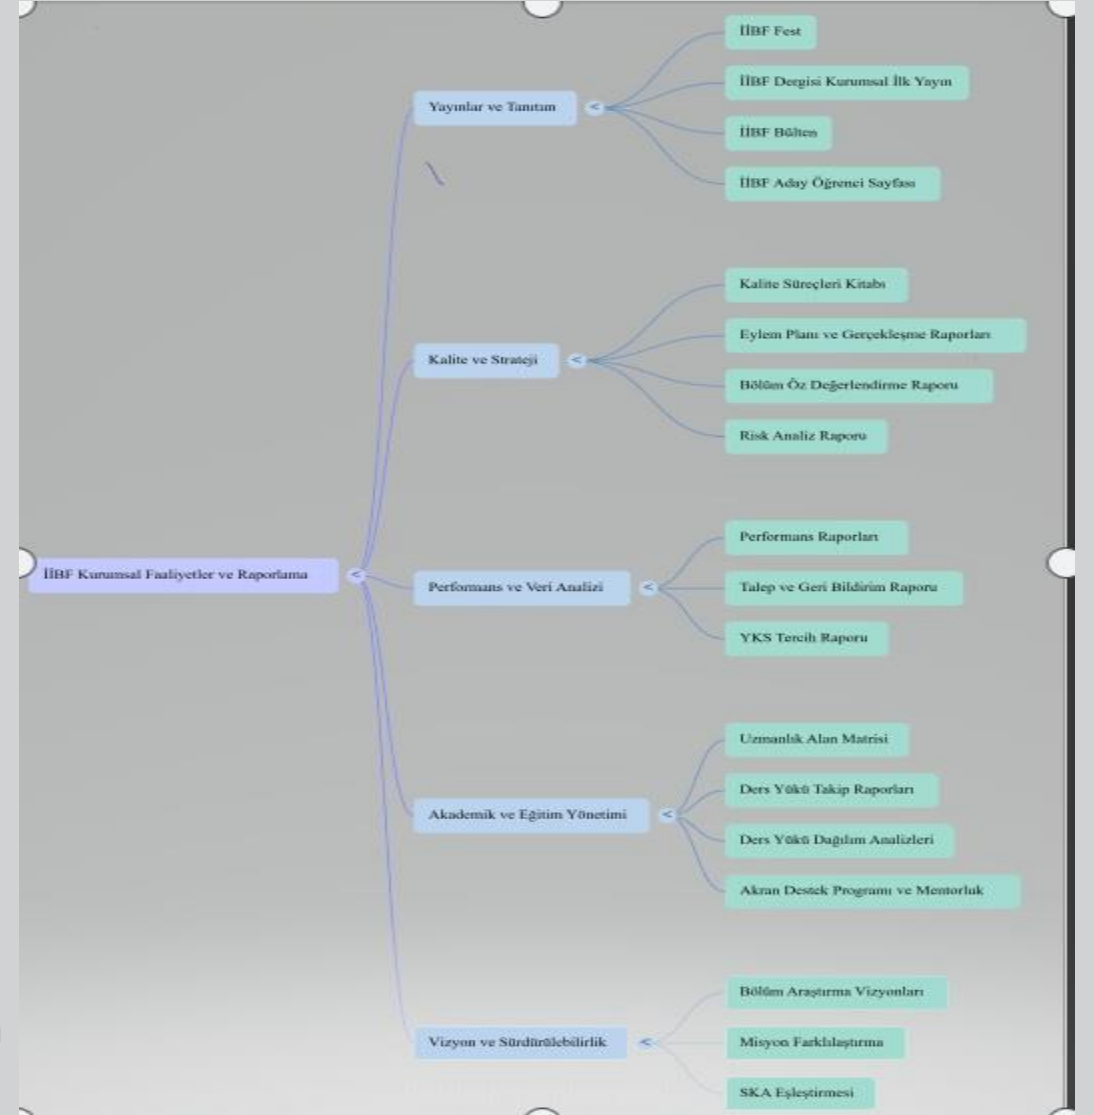 İİBF Fest
İİBF Dergisi Kurumsal İlk Yayın
Yayınlar ve Tanıtım
İİBF Bülten
İİBF Aday Öğrenci Sayfası
Kalite Süreçleri Kitabı
Eylem Planı ve Gerçekleşme Raporları
Kalite ve Strateji
Bölüm Öz Değerlendirme Raporu
Risk Analiz Raporu
Performans Raporları
İİBF Kurumsal Faaliyetler ve Raporlama
Performans ve Veri Analizi
Talep ve Geri Bildirim Raporu
YKS Tercih Raporu
Uzmanlık Alan Matrisi
Ders Yükü Takip Raporları
Akademik ve Eğitim Yönetimi
Ders Yükü Dağılım Analizleri
Akran Destek Programı ve Mentorluk
Bölüm Araştırma Vizyonları
Vizyon ve Sürdürülebilirlik
Misyon Farklılaştırma
SKA Eşleştirmesi